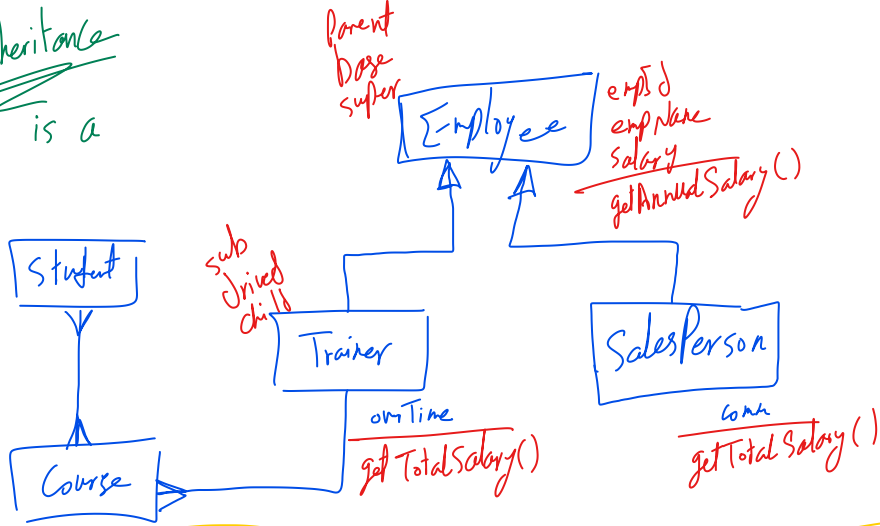 heritance
is a
Parent
base
super
Employee
empId
empName
salary
getAnnualSalary()
Student
sub
drived
child
Trainer
SalesPerson
Course
getTotalSalary()
comm
getTotalSalary()